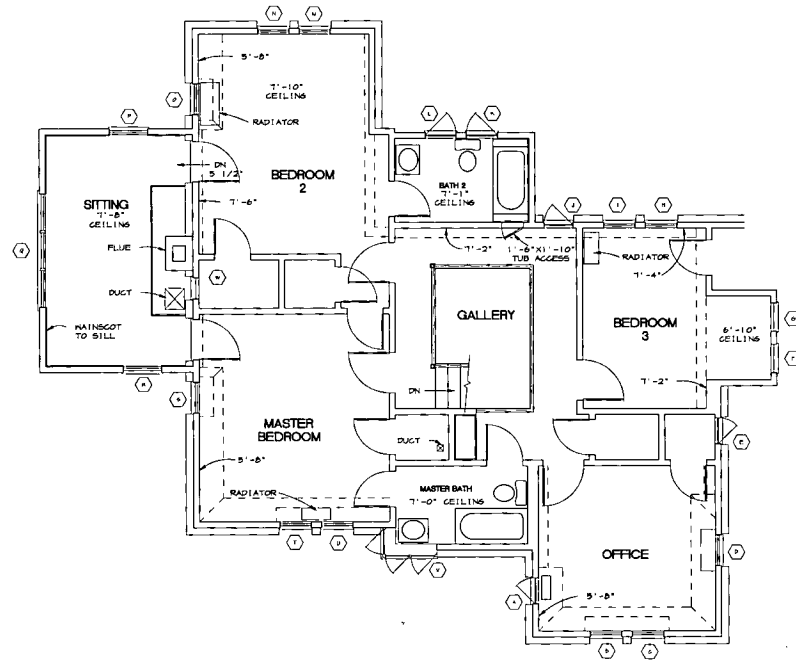 N
M
5'-8"
7'-10"
CEILING
O
RADIATOR
P
L
K
DN
5 1/2"
BEDROOM
2
BATH 2
7'-1"
CEILING
SITTING
7'-8"
CEILING
7'-6"
J
I
H
Q
FLUE
7'-2"
1'-6"X1'-10"
TUB ACCESS
RADIATOR
7'-4"
W
DUCT
GALLERY
BEDROOM
3
6'-10"
CEILING
WAINSCOT
TO SILL
7'-2"
R
DN
S
MASTER
BEDROOM
DUCT
E
5'-8"
RADIATOR
MASTER BATH
7'-0" CEILING
T
U
OFFICE
D
V
A
5'-8"
B
C